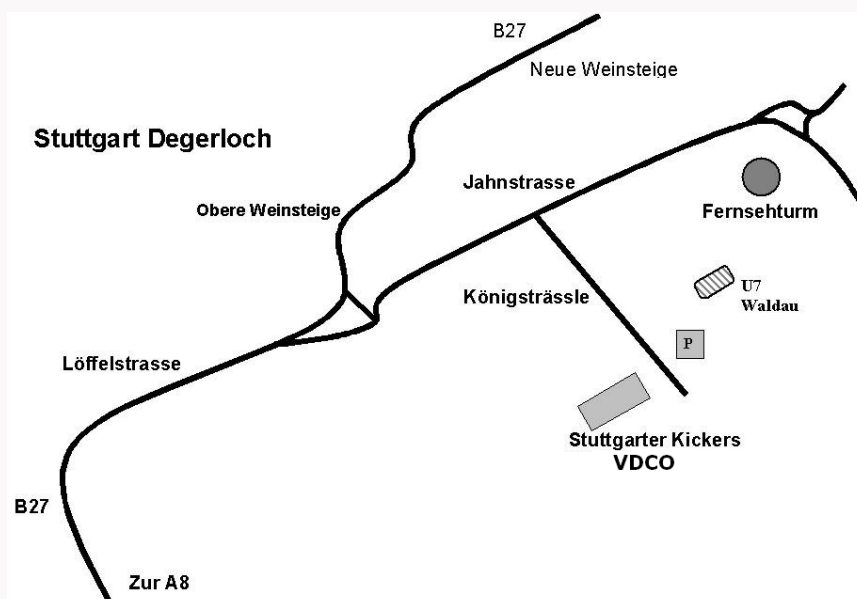 B27
Neue Weinsteige
Stuttgart Degerloch
Jahnstrasse
Obere Weinsteige
Fernsehturm
Königsträssle
U7
Waldau
P
Löffelstrasse
Stuttgarter Kickers
VDCO
B27
Zur A8